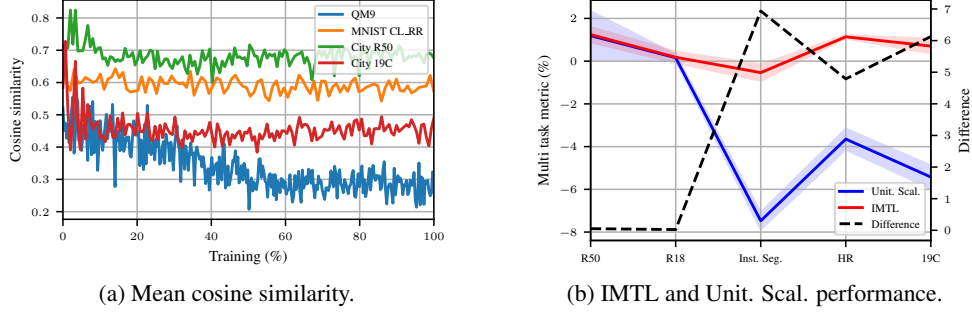 QM9
MNIST CL_RR
City R50
City 19C
0.8
0.7
0.6
0.5
0.4
0.3
0.2
Cosine similarity
0
20
40
60
80
100
Training (%)
(a) Mean cosine similarity.
2
0
−2
−4
−6
−8
Multi task metric (%)
7
6
5
4
3
2
1
0
Difference
Unit. Scal.
IMTL
Difference
R50
R18
Inst. Seg.
HR
19C
(b) IMTL and Unit. Scal. performance.